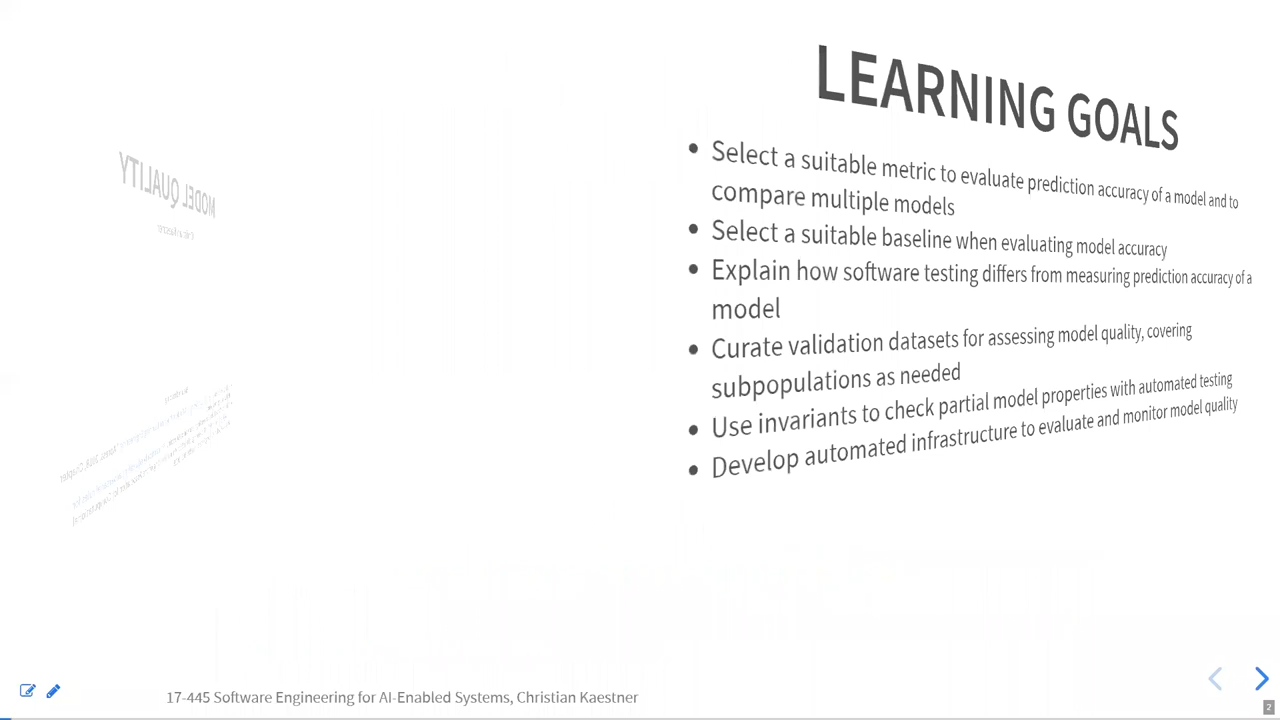 LEARNING GOALS
• Select a suitable metric to evaluate prediction accuracy of a model and to
compare multiple models
• Select a suitable baseline when evaluating model accuracy
• Explain how software testing differs from measuring prediction accuracy of a
model
• Curate validation datasets for assessing model quality, covering
subpopulations as needed
• Use invariants to check partial model properties with automated testing
• Develop automated infrastructure to evaluate and monitor model quality
MODEL QUALITY
17-445 Software Engineering for AI-Enabled Systems, Christian Kaestner
2